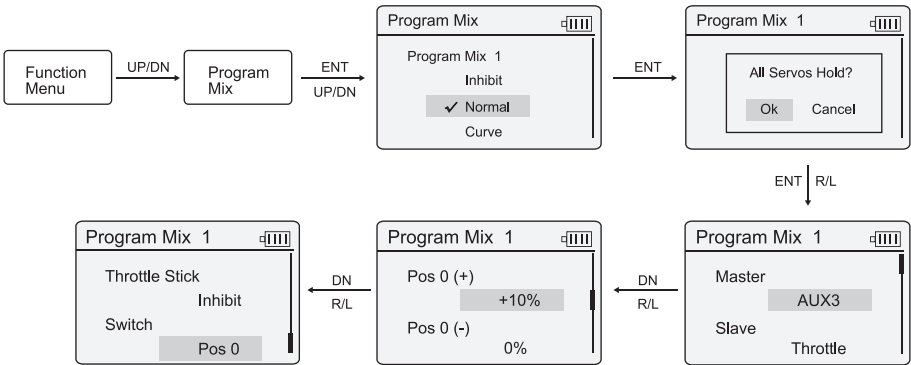 Function
Menu
UP/DN
Program
Mix
ENT
UP/DN
Program Mix
Program Mix 1
Inhibit
✓ Normal
Curve
ENT
Program Mix 1
All Servos Hold?
Ok Cancel
ENT R/L
Program Mix 1
Master
AUX3
Slave
Throttle
DN
R/L
Program Mix 1
Pos 0 (+)
+10%
Pos 0 (-)
0%
DN
R/L
Program Mix 1
Throttle Stick
Inhibit
Switch
Pos 0